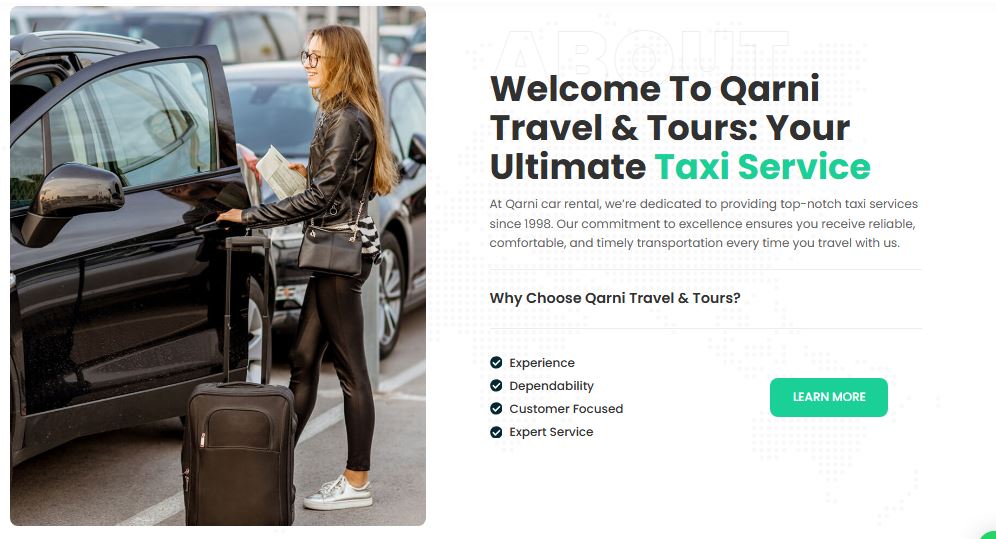 ABOUT
Welcome To Qarni
Travel & Tours: Your
Ultimate Taxi Service
At Qarni car rental, we're dedicated to providing top-notch taxi services
since 1998. Our commitment to excellence ensures you receive reliable,
comfortable, and timely transportation every time you travel with us.
Why Choose Qarni Travel & Tours?
Experience
Dependability
Customer Focused
Expert Service
LEARN MORE